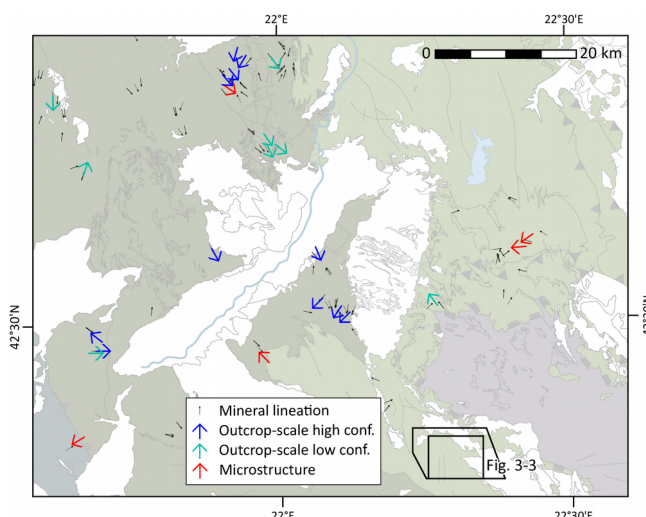 22°E 22°30'E
0 20 km
42°30'N 42°30'N
Mineral lineation
Outcrop-scale high conf.
Outcrop-scale low conf.
Microstructure
Fig. 3-3
22°E 22°30'E